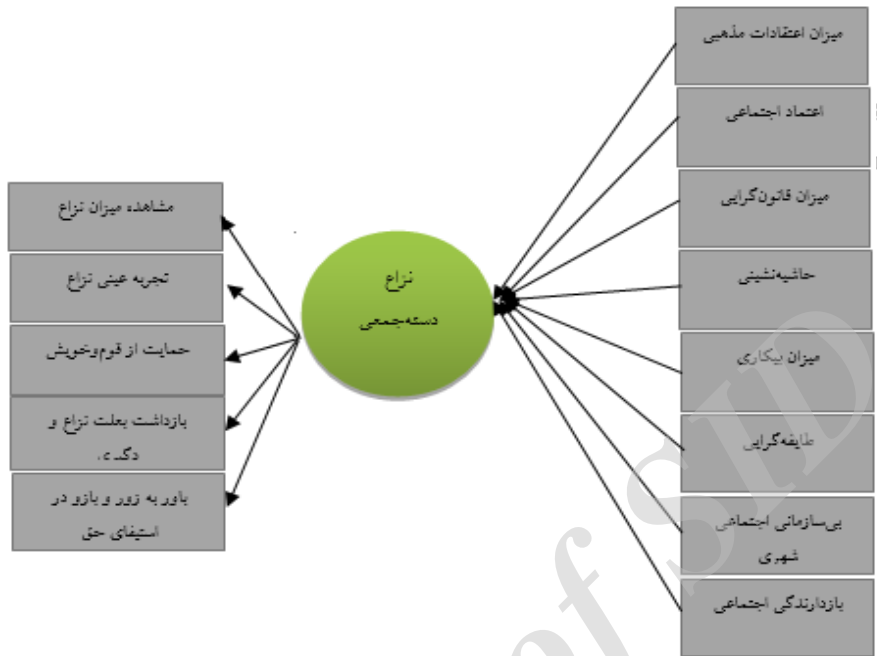 میزان اعتقادات مذهبی
اعتماد اجتماعی
میزان قانون‌گرایی
حاشیه‌نشینی
میزان بیکاری
طایفه‌گرایی
بی‌سازمانی اجتماعی
شهری
بازدارندگی اجتماعی
نزاع
دسته‌جمعی
مشاهده میزان نزاع
تجربه عینی نزاع
حمایت از قوم‌وخویش
بازداشت بعلت نزاع و
باور به زور و بازو در
استیفای حق
of SID